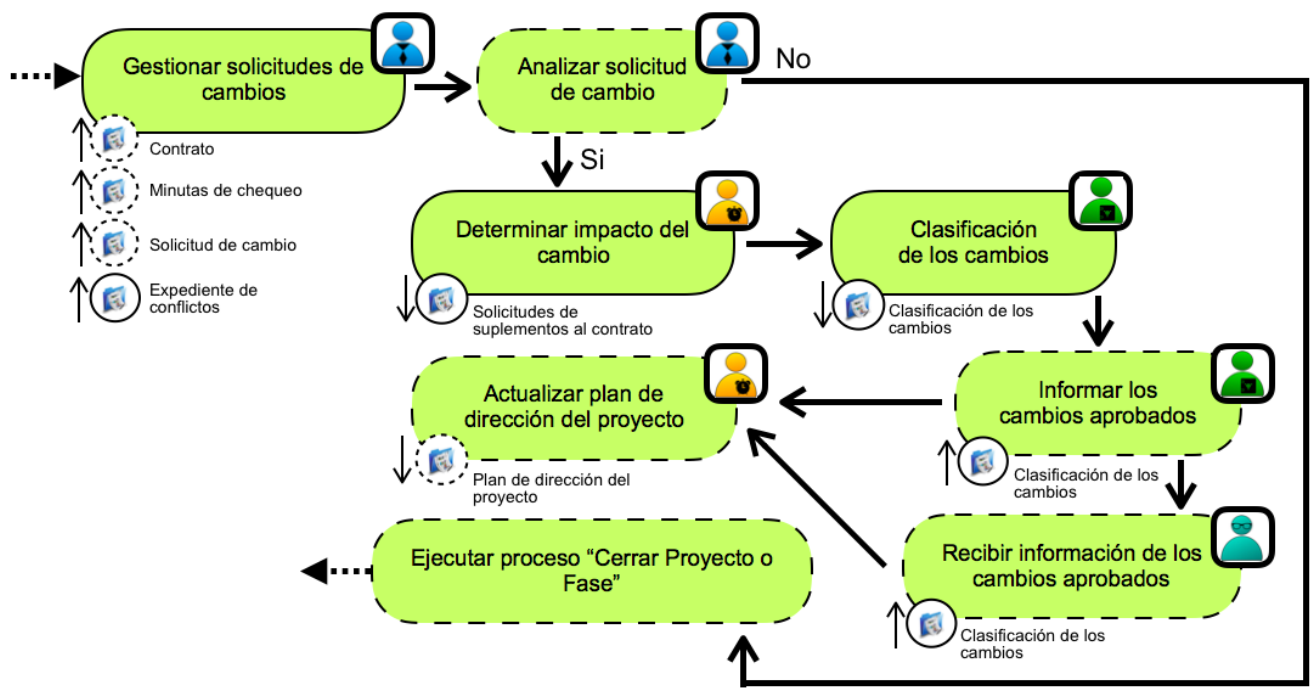 Gestionar solicitudes de
cambios
Analizar solicitud
de cambio
No
Contrato
Minutas de chequeo
Solicitud de cambio
Expediente de
conflictos
Si
Determinar impacto del
cambio
Solicitudes de
suplementos al contrato
Clasificación
de los cambios
Clasificación de los
cambios
Informar los
cambios aprobados
Clasificación de los
cambios
Actualizar plan de
dirección del proyecto
Plan de dirección del
proyecto
Recibir información de los
cambios aprobados
Clasificación de los
cambios
Ejecutar proceso “Cerrar Proyecto o
Fase”